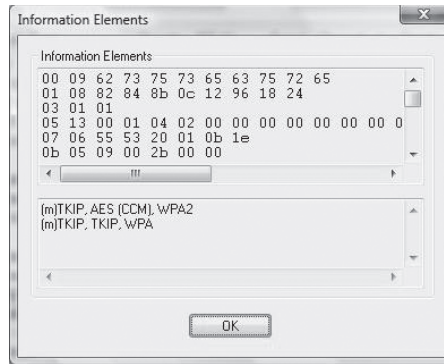 Information Elements
Information Elements
00 09 62 73 75 73 65 63 75 72 65
01 08 82 84 8b 0c 12 96 18 24
03 01 01
05 13 00 01 04 02 00 00 00 00 00 00 00 0
07 06 55 53 20 01 0b 1e
0b 05 09 00 2b 00 00
(m)TKIP, AES (CCM), WPA2
(m)TKIP, TKIP, WPA
OK